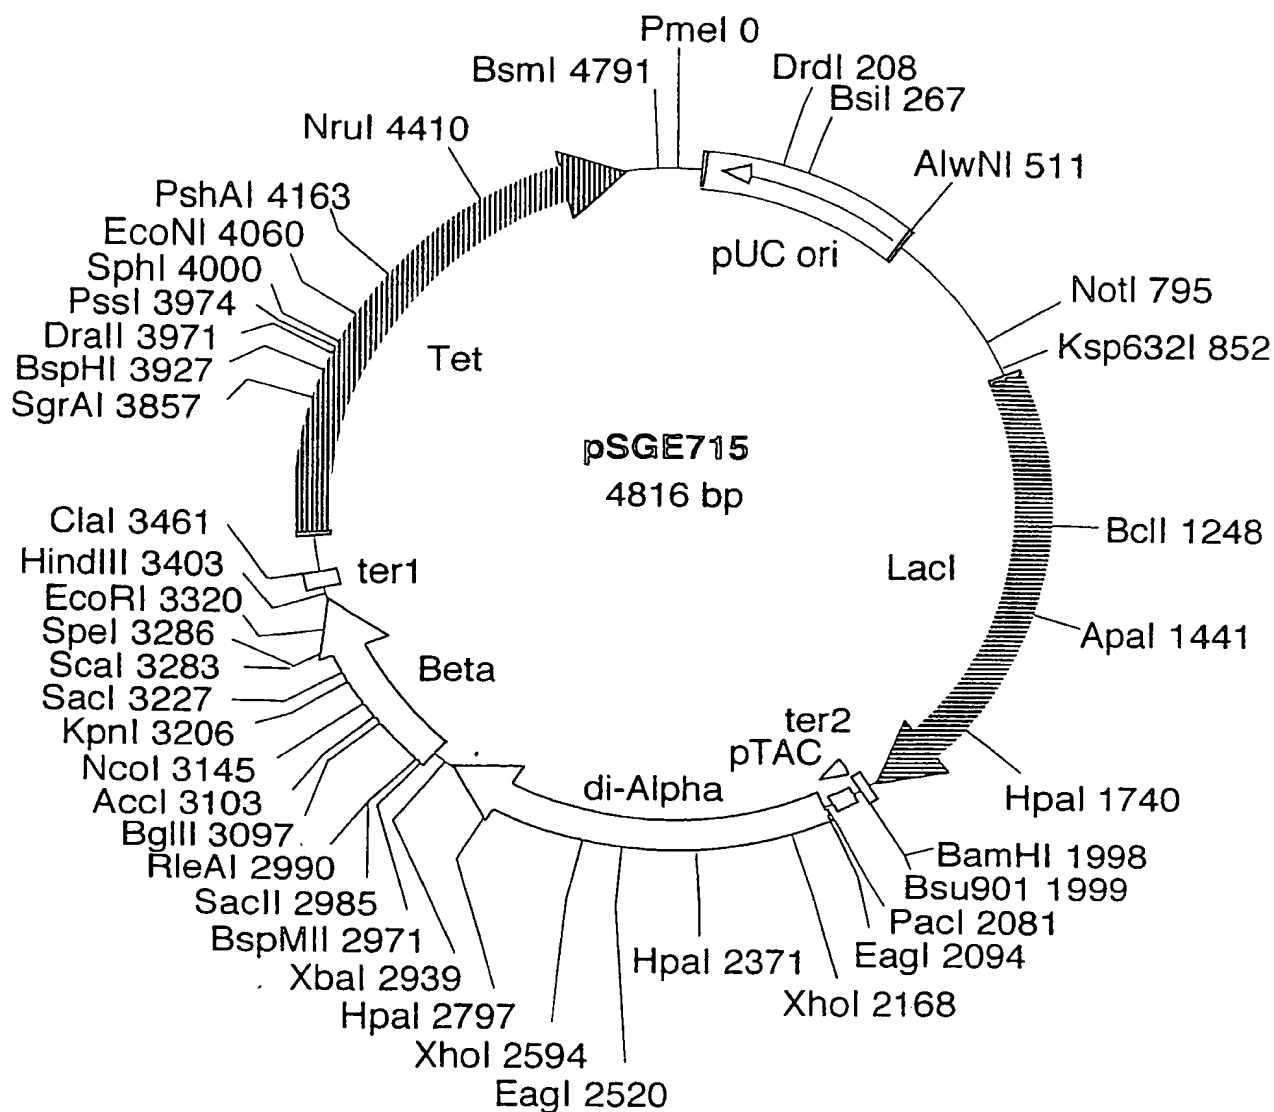 PmeI 0
BsmI 4791
DrdI 208
BsiI 267
NruI 4410
AlwNI 511
PshAI 4163
EcoNI 4060
SphI 4000
PssI 3974
DraII 3971
BspHI 3927
SgrAI 3857
pUC ori
NotI 795
Ksp632I 852
Tet
pSGE715
4816 bp
ClaI 3461
HindIII 3403
EcoRI 3320
SpeI 3286
ScaI 3283
SacI 3227
KpnI 3206
NcoI 3145
AccI 3103
BglII 3097
RleAI 2990
SacII 2985
BspMII 2971
XbaI 2939
HpaI 2797
XhoI 2594
EagI 2520
ter1
Beta
LacI
BclI 1248
ApaI 1441
ter2
pTAC
di-Alpha
HpaI 1740
BamHI 1998
Bsu901 1999
PacI 2081
EagI 2094
HpaI 2371
XhoI 2168